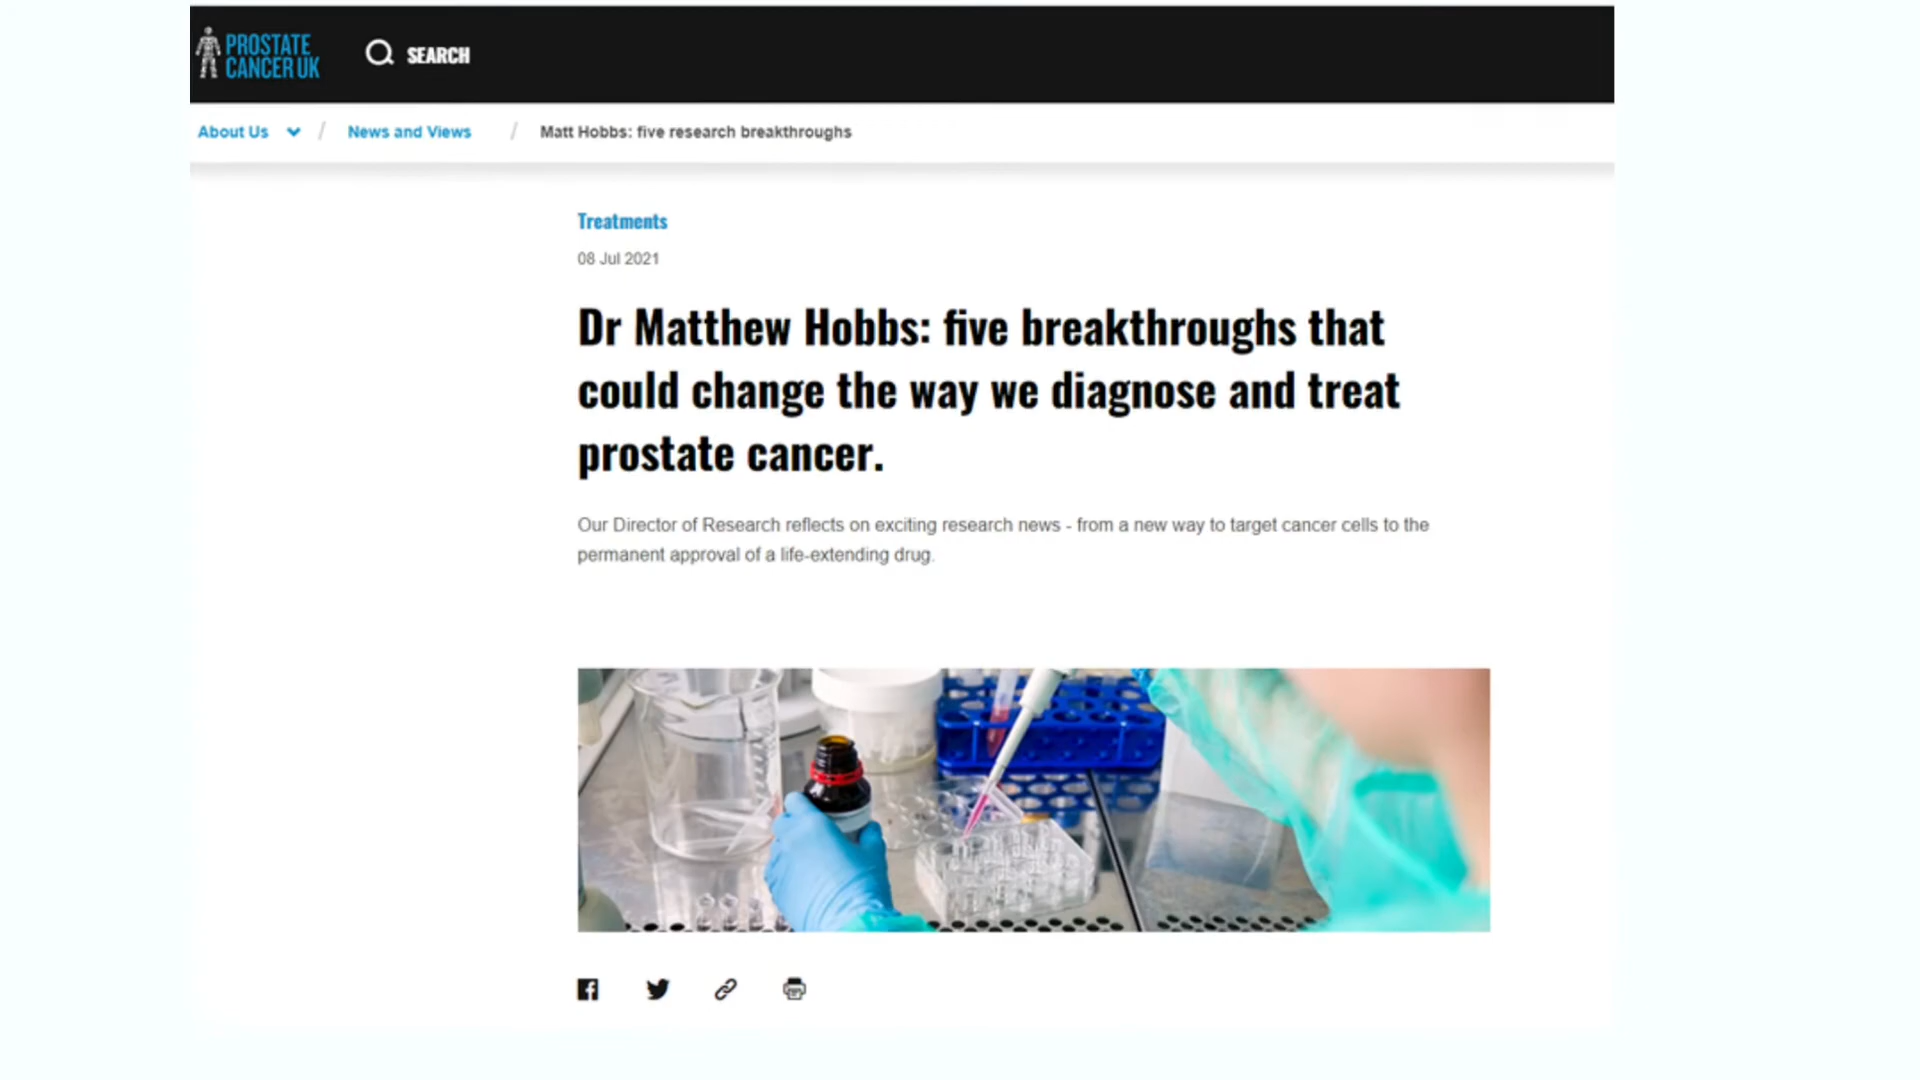 PROSTATE
CANCER UK
SEARCH
About Us / News and Views / Matt Hobbs: five research breakthroughs
Treatments
08 Jul 2021
Dr Matthew Hobbs: five breakthroughs that
could change the way we diagnose and treat
prostate cancer.
Our Director of Research reflects on exciting research news - from a new way to target cancer cells to the
permanent approval of a life-extending drug.